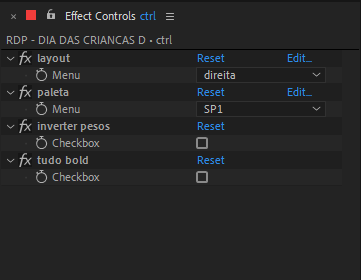 Effect Controls ctrl
RDP - DIA DAS CRIANCAS D • ctrl
fx layout Reset Edit...
Menu direita
fx paleta Reset Edit...
Menu SP1
fx inverter pesos Reset
Checkbox
fx tudo bold Reset
Checkbox